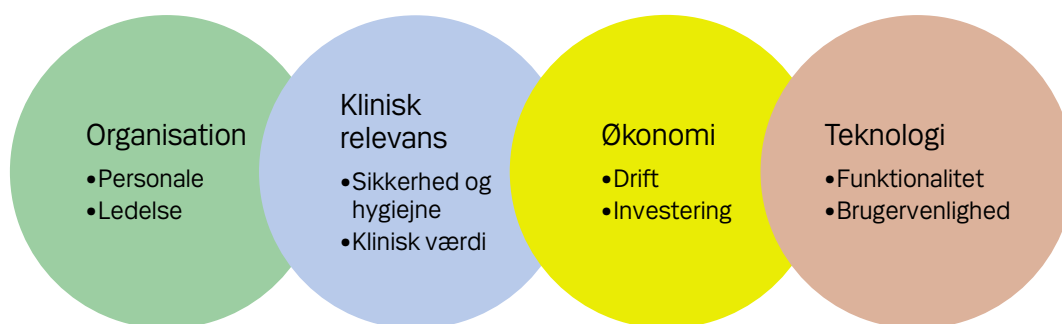 Organisation
•Personale
•Ledelse
Klinisk
relevans
•Sikkerhed og
hygiejne
•Klinisk værdi
Økonomi
•Drift
•Investering
Teknologi
•Funktionalitet
•Brugervenlighed